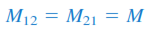 M₁₂ = M₂₁ = M